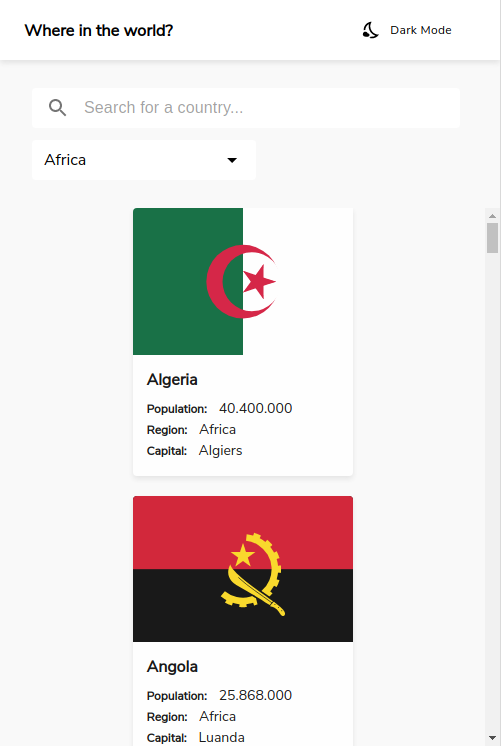 Where in the world?
Dark Mode
Search for a country...
Africa
Algeria
Population: 40.400.000
Region: Africa
Capital: Algiers
Angola
Population: 25.868.000
Region: Africa
Capital: Luanda